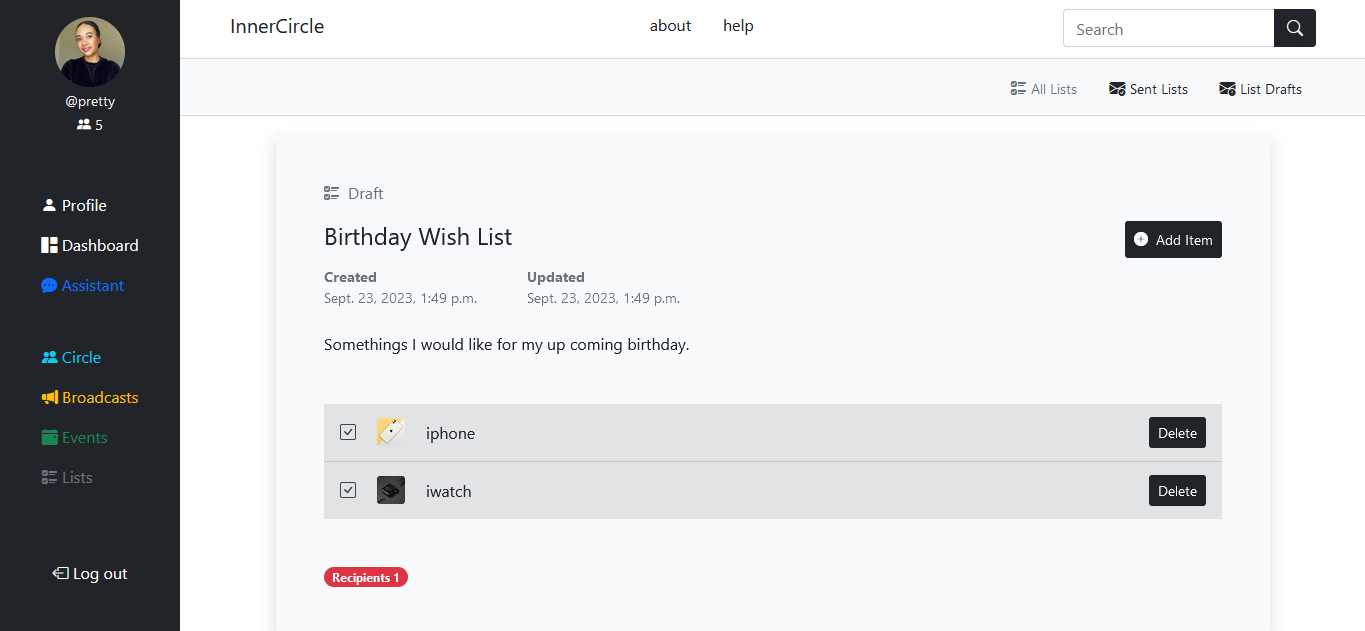 @pretty
5
Profile
Dashboard
Assistant
Circle
Broadcasts
Events
Lists
Log out
InnerCircle
about
help
Search
All Lists
Sent Lists
List Drafts
Draft
Birthday Wish List
Add Item
Created
Updated
Sept. 23, 2023, 1:49 p.m.
Sept. 23, 2023, 1:49 p.m.
Somethings I would like for my up coming birthday.
iphone
Delete
iwatch
Delete
Recipients 1